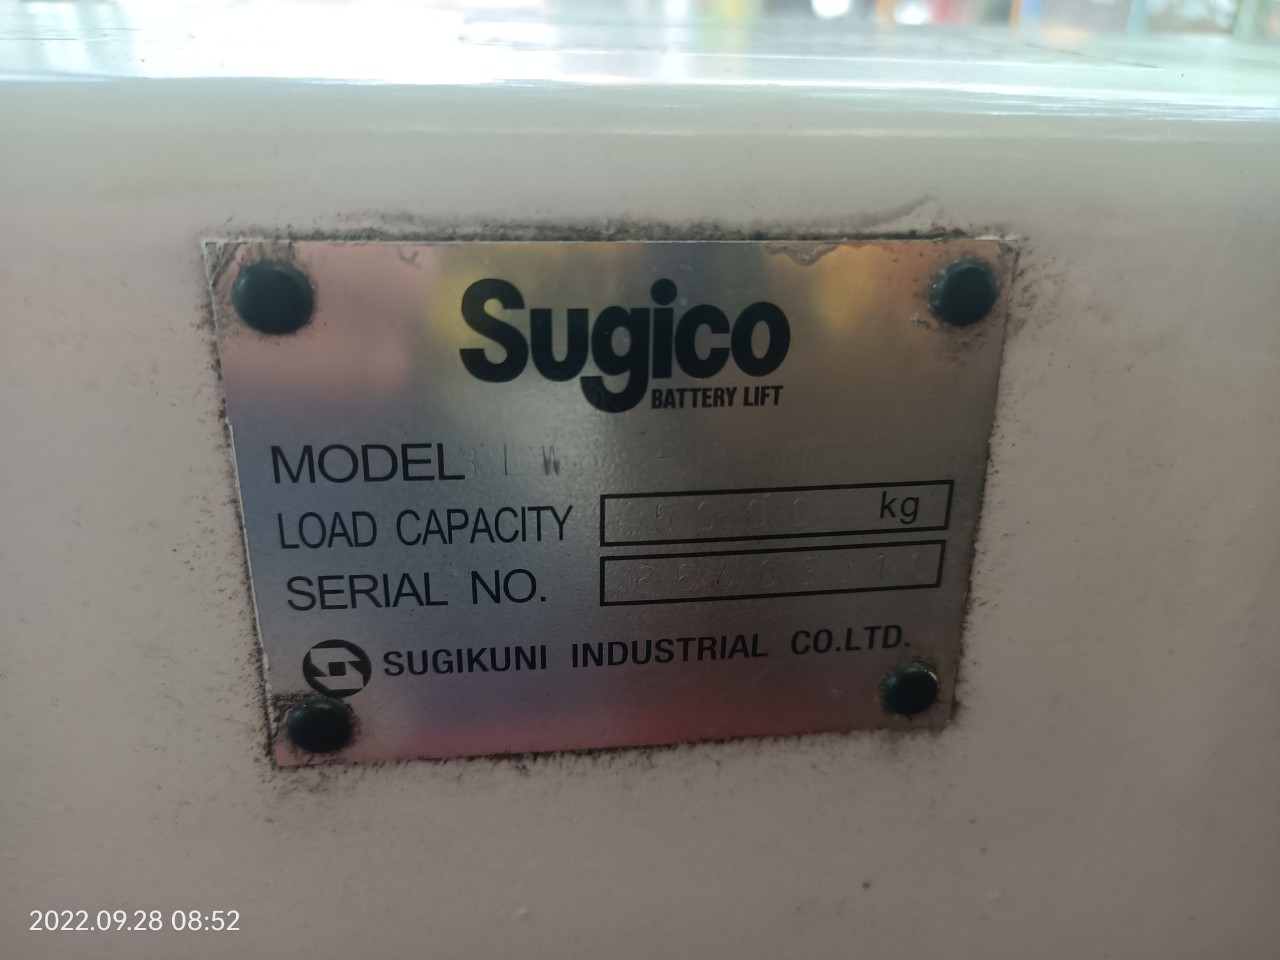 Sugico
BATTERY LIFT
MODEL
LOAD CAPACITY kg
SERIAL NO.
SUGIKUNI INDUSTRIAL CO.LTD.
2022.09.28 08:52